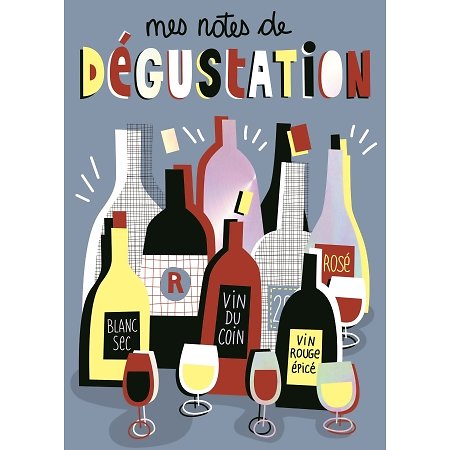 mes notes de
DÉGUSTATION
ROSÉ
R
BLANC
SEC
VIN
DU
COIN
VIN
ROUGE
ÉPICÉ